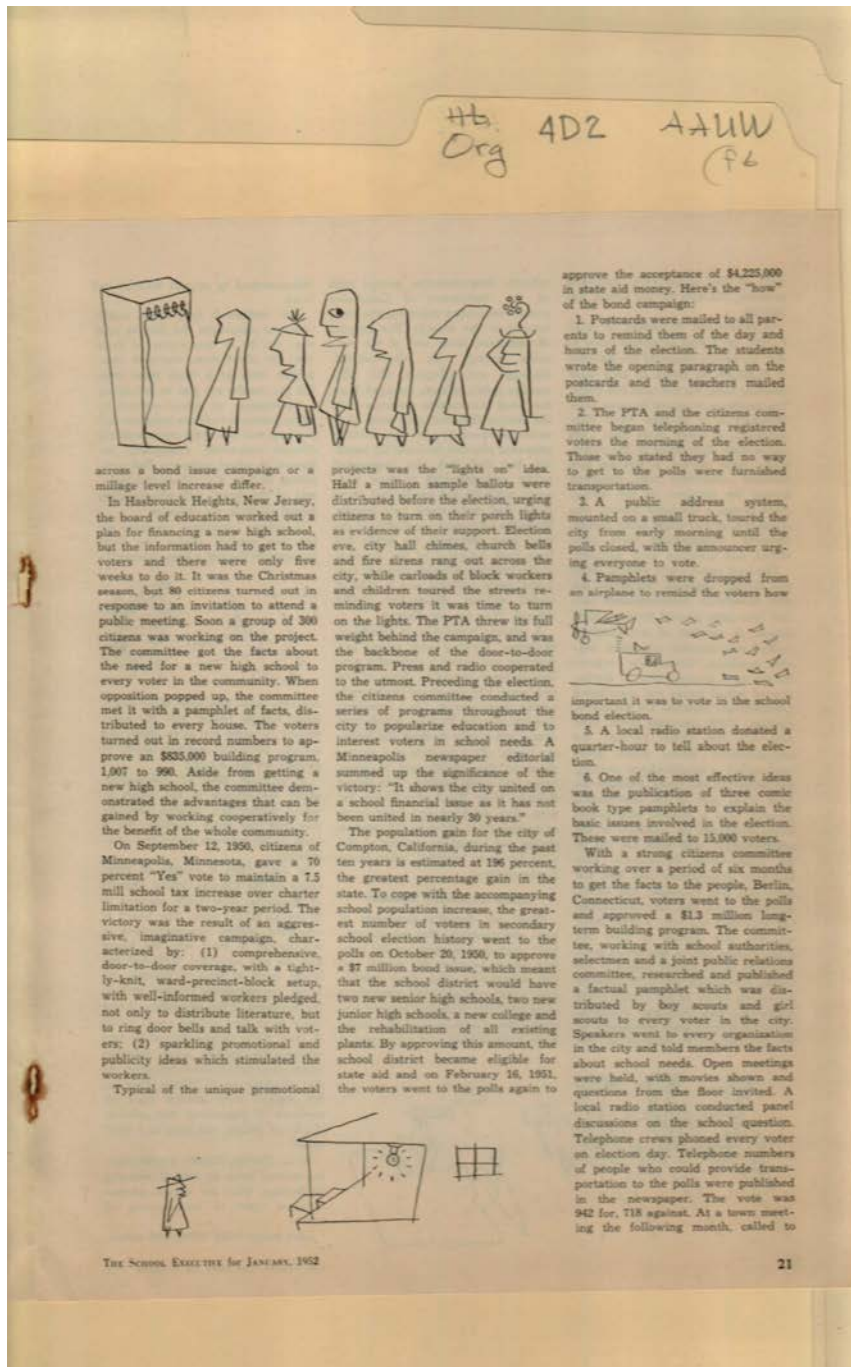 Org 4D2 AAUW
across a bond issue campaign or a
millage level increase differ.
In Hasbrouck Heights, New Jersey,
the board of education worked out a
plan for financing a new high school,
but the information had to get to the
voters and there were only five
weeks to do it. It was the Christmas
season, but 80 citizens turned out in
response to an invitation to attend a
public meeting. Soon a group of 300
citizens was working on the project.
The committee got the facts about
the need for a new high school to
every voter in the community. When
opposition popped up, the committee
met it with a pamphlet of facts, dis-
tributed to every house. The voters
turned out in record numbers to ap-
prove an $835,000 building program,
1,007 to 990. Aside from getting a
new high school, the committee dem-
onstrated the advantages that can be
gained by working cooperatively for
the benefit of the whole community.
On September 12, 1950, citizens of
Minneapolis, Minnesota, gave a 70
percent "Yes" vote to maintain a 7.5
mill school tax increase over charter
limitation for a two-year period. The
victory was the result of an aggres-
sive, imaginative campaign, char-
acterized by: (1) comprehensive,
door-to-door coverage, with a tight-
ly-knit, ward-precinct-block setup,
with well-informed workers pledged,
not only to distribute literature, but
to ring door bells and talk with vot-
ers; (2) sparkling promotional and
publicity ideas which stimulated the
workers.
Typical of the unique promotional
projects was the "lights on" idea.
Half a million sample ballots were
distributed before the election, urging
citizens to turn on their porch lights
as evidence of their support. Election
eve, city hall chimes, church bells
and fire sirens rang out across the
city, while carloads of block workers
and children toured the streets re-
minding voters it was time to turn
on the lights. The PTA threw its full
weight behind the campaign, and was
the backbone of the door-to-door
program. Press and radio cooperated
to the utmost. Preceding the election,
the citizens committee conducted a
series of programs throughout the
city to popularize education and to
interest voters in school needs. A
Minneapolis newspaper editorial
summed up the significance of the
victory: "It shows the city united on
a school financial issue as it has not
been united in nearly 30 years."
The population gain for the city of
Compton, California, during the past
ten years is estimated at 196 percent,
the greatest percentage gain in the
state. To cope with the accompanying
school population increase, the great-
est number of voters in secondary
school election history went to the
polls on October 20, 1950, to approve
a $7 million bond issue, which meant
that the school district would have
two new senior high schools, two new
junior high schools, a new college and
the rehabilitation of all existing
plants. By approving this amount, the
school district became eligible for
state aid and on February 16, 1951,
the voters went to the polls again to
approve the acceptance of $4,225,000
in state aid money. Here's the "how"
of the bond campaign:
1. Postcards were mailed to all par-
ents to remind them of the day and
hours of the election. The students
wrote the opening paragraph on the
postcards and the teachers mailed
them.
2. The PTA and the citizens com-
mittee began telephoning registered
voters the morning of the election.
Those who stated they had no way
to get to the polls were furnished
transportation.
3. A public address system,
mounted on a small truck, toured the
city from early morning until the
polls closed, with the announcer urg-
ing everyone to vote.
4. Pamphlets were dropped from
an airplane to remind the voters how
important it was to vote in the school
bond election.
5. A local radio station donated a
quarter-hour to tell about the elec-
tion.
6. One of the most effective ideas
was the publication of three comic
book type pamphlets to explain the
basic issues involved in the election.
These were mailed to 15,000 voters.
With a strong citizens committee
working over a period of six months
to get the facts to the people, Berlin,
Connecticut, voters went to the polls
and approved a $1.3 million long-
term building program. The commit-
tee, working with school authorities,
selectmen and a joint public relations
committee, researched and published
a factual pamphlet which was dis-
tributed by boy scouts and girl
scouts to every voter in the city.
Speakers went to every organization
in the city and told members the facts
about school needs. Open meetings
were held, with movies shown and
questions from the floor invited. A
local radio station conducted panel
discussions on the school question.
Telephone crews phoned every voter
on election day. Telephone numbers
of people who could provide trans-
portation to the polls were published
in the newspaper. The vote was
942 for, 718 against. At a town meet-
ing the following month, called to
THE SCHOOL EXECUTIVE for JANUARY, 1952
21